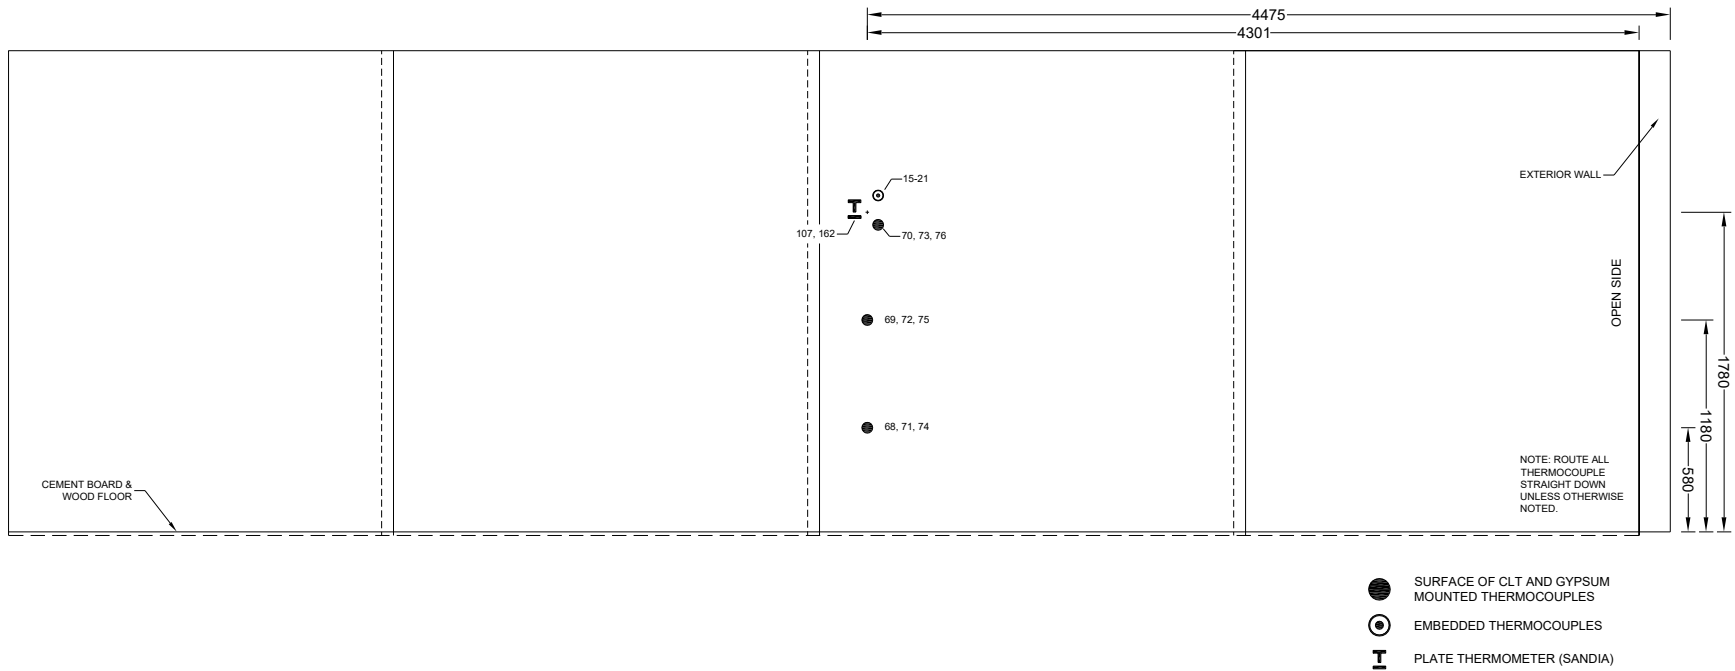 4475
4301
15-21
EXTERIOR WALL
107, 162
70, 73, 76
OPEN SIDE
69, 72, 75
1780
1180
68, 71, 74
580
NOTE: ROUTE ALL
THERMOCOUPLE
STRAIGHT DOWN
UNLESS OTHERWISE
NOTED.
CEMENT BOARD &
WOOD FLOOR
SURFACE OF CLT AND GYPSUM
MOUNTED THERMOCOUPLES
EMBEDDED THERMOCOUPLES
PLATE THERMOMETER (SANDIA)